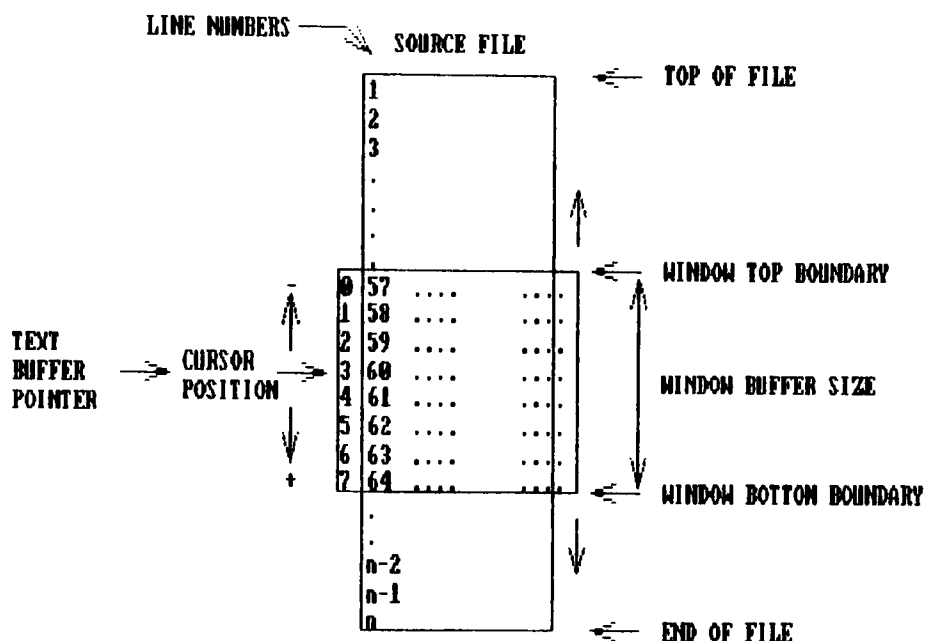 LINE NUMBERS
SOURCE FILE
TOP OF FILE
1
2
3
.
.
.
.
WINDOW TOP BOUNDARY
0 57 .... ....
1 58 .... ....
2 59 .... ....
3 60 .... ....
4 61 .... ....
5 62 .... ....
6 63 .... ....
7 64 .... ....
-
+
TEXT
BUFFER
POINTER
CURSOR
POSITION
WINDOW BUFFER SIZE
WINDOW BOTTOM BOUNDARY
.
.
n-2
n-1
n
END OF FILE